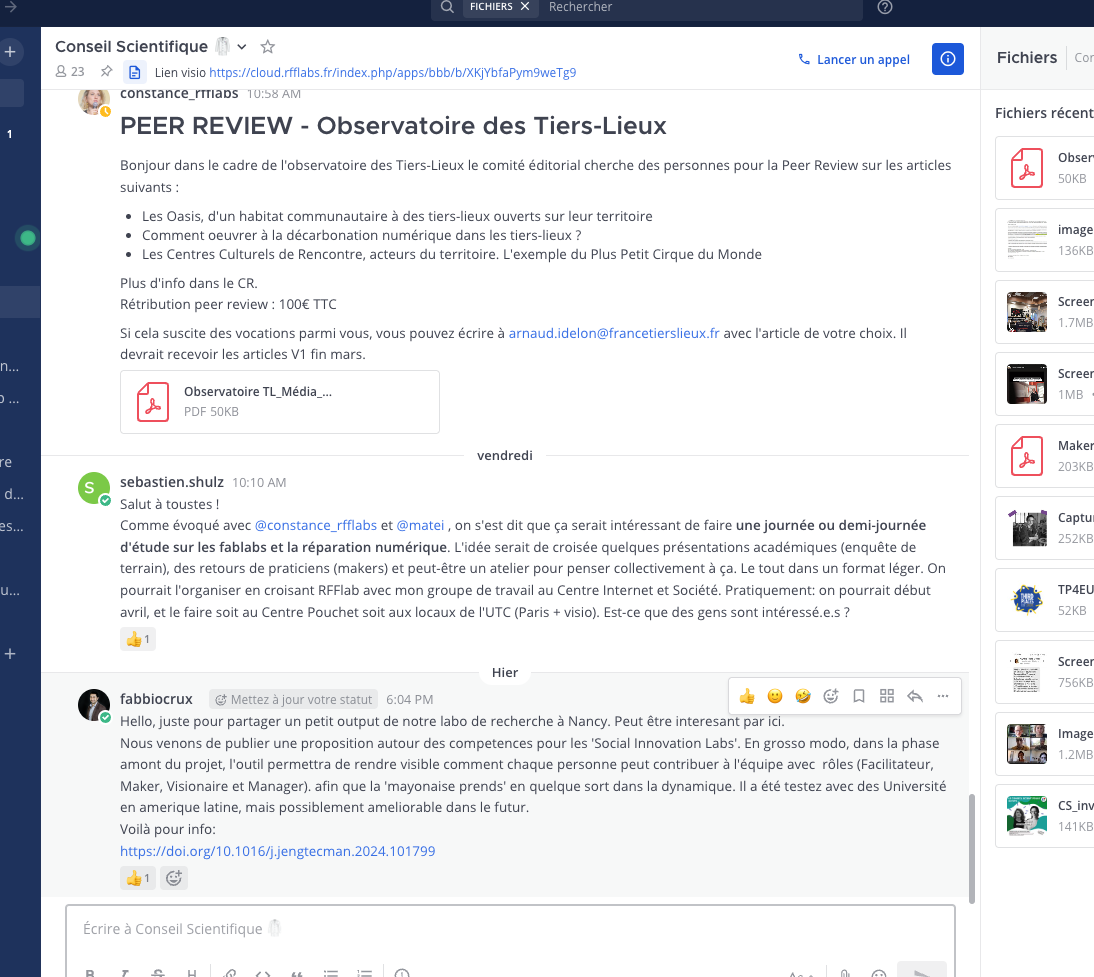 FICHIERS
Rechercher
Conseil Scientifique
23
Lien visio https://cloud.rfflabs.fr/index.php/apps/bbb/b/XKjYbfaPym9weTg9
Lancer un appel
Fichiers
Cor
1
constance_rfflabs 10:58 AM
PEER REVIEW - Observatoire des Tiers-Lieux
Bonjour dans le cadre de l'observatoire des Tiers-Lieux le comité éditorial cherche des personnes pour la Peer Review sur les articles
suivants :
• Les Oasis, d'un habitat communautaire à des tiers-lieux ouverts sur leur territoire
• Comment oeuvrer à la décarbonation numérique dans les tiers-lieux ?
• Les Centres Culturels de Rencontre, acteurs du territoire. L'exemple du Plus Petit Cirque du Monde
Plus d'info dans le CR.
Rétribution peer review : 100€ TTC
Si cela suscite des vocations parmi vous, vous pouvez écrire à arnaud.idelon@francetierslieux.fr avec l'article de votre choix. Il
devrait recevoir les articles V1 fin mars.
Observatoire TL_Média_...
PDF 50KB
vendredi
S
sebastien.shulz 10:10 AM
Salut à toustes !
Comme évoqué avec @constance_rfflabs et @matei , on s'est dit que ça serait intéressant de faire une journée ou demi-journée
d'étude sur les fablabs et la réparation numérique. L'idée serait de croisée quelques présentations académiques (enquête de
terrain), des retours de praticiens (makers) et peut-être un atelier pour penser collectivement à ça. Le tout dans un format léger. On
pourrait l'organiser en croisant RFFlab avec mon groupe de travail au Centre Internet et Société. Pratiquement: on pourrait début
avril, et le faire soit au Centre Pouchet soit aux locaux de l'UTC (Paris + visio). Est-ce que des gens sont intéressé.e.s ?
👍 1
Hier
fabbiocrux Mettez à jour votre statut 6:04 PM
Hello, juste pour partager un petit output de notre labo de recherche à Nancy. Peut être interesant par ici.
Nous venons de publier une proposition autour des competences pour les 'Social Innovation Labs'. En grosso modo, dans la phase
amont du projet, l'outil permettra de rendre visible comment chaque personne peut contribuer à l'équipe avec  rôles (Facilitateur,
Maker, Visionaire et Manager). afin que la 'mayonaise prends' en quelque sort dans la dynamique. Il a été testez avec des Université
en amerique latine, mais possiblement ameliorable dans le futur.
Voilà pour info:
https://doi.org/10.1016/j.jengtecman.2024.101799
👍 1
Écrire à Conseil Scientifique
n...
o ...
re
d...
es...
u...
Fichiers récent
Obser
50KB
image
136KB
Screer
1.7MB
Screer
1MB
Maker
203KB
Captu
252KB
TP4EU
52KB
Screer
756KB
Image
1.2MB
CS_inv
141KB